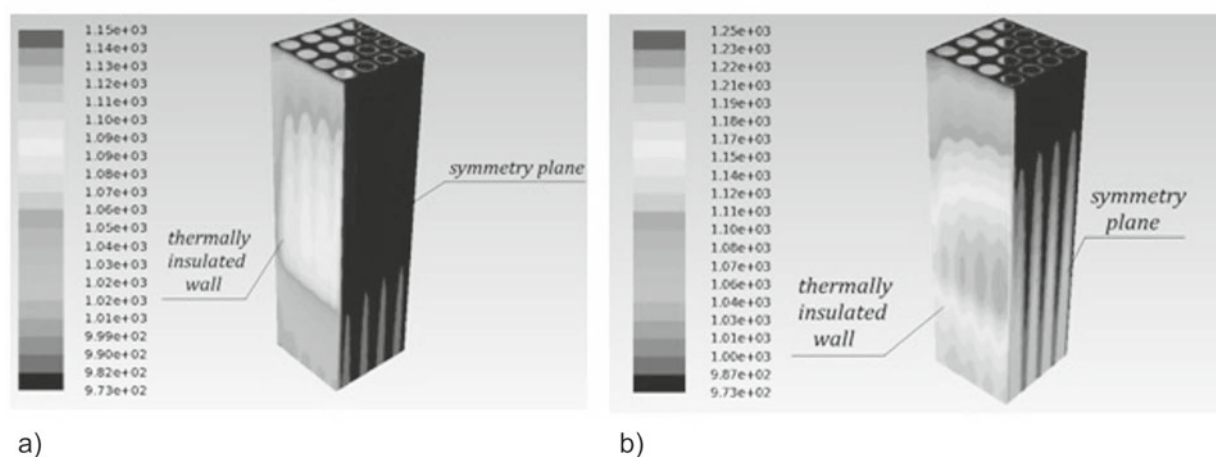 1.15e+03
1.14e+03
1.13e+03
1.12e+03
1.11e+03
1.10e+03
1.09e+03
1.09e+03
1.08e+03
1.07e+03
1.06e+03
1.05e+03
1.04e+03
1.03e+03
1.02e+03
1.02e+03
1.01e+03
9.99e+02
9.90e+02
9.82e+02
9.73e+02
symmetry plane
thermally
insulated
wall
a)
1.25e+03
1.23e+03
1.22e+03
1.21e+03
1.19e+03
1.18e+03
1.17e+03
1.15e+03
1.14e+03
1.12e+03
1.11e+03
1.10e+03
1.08e+03
1.07e+03
1.06e+03
1.04e+03
1.03e+03
1.01e+03
1.00e+03
9.87e+02
9.73e+02
symmetry
plane
thermally
insulated
wall
b)